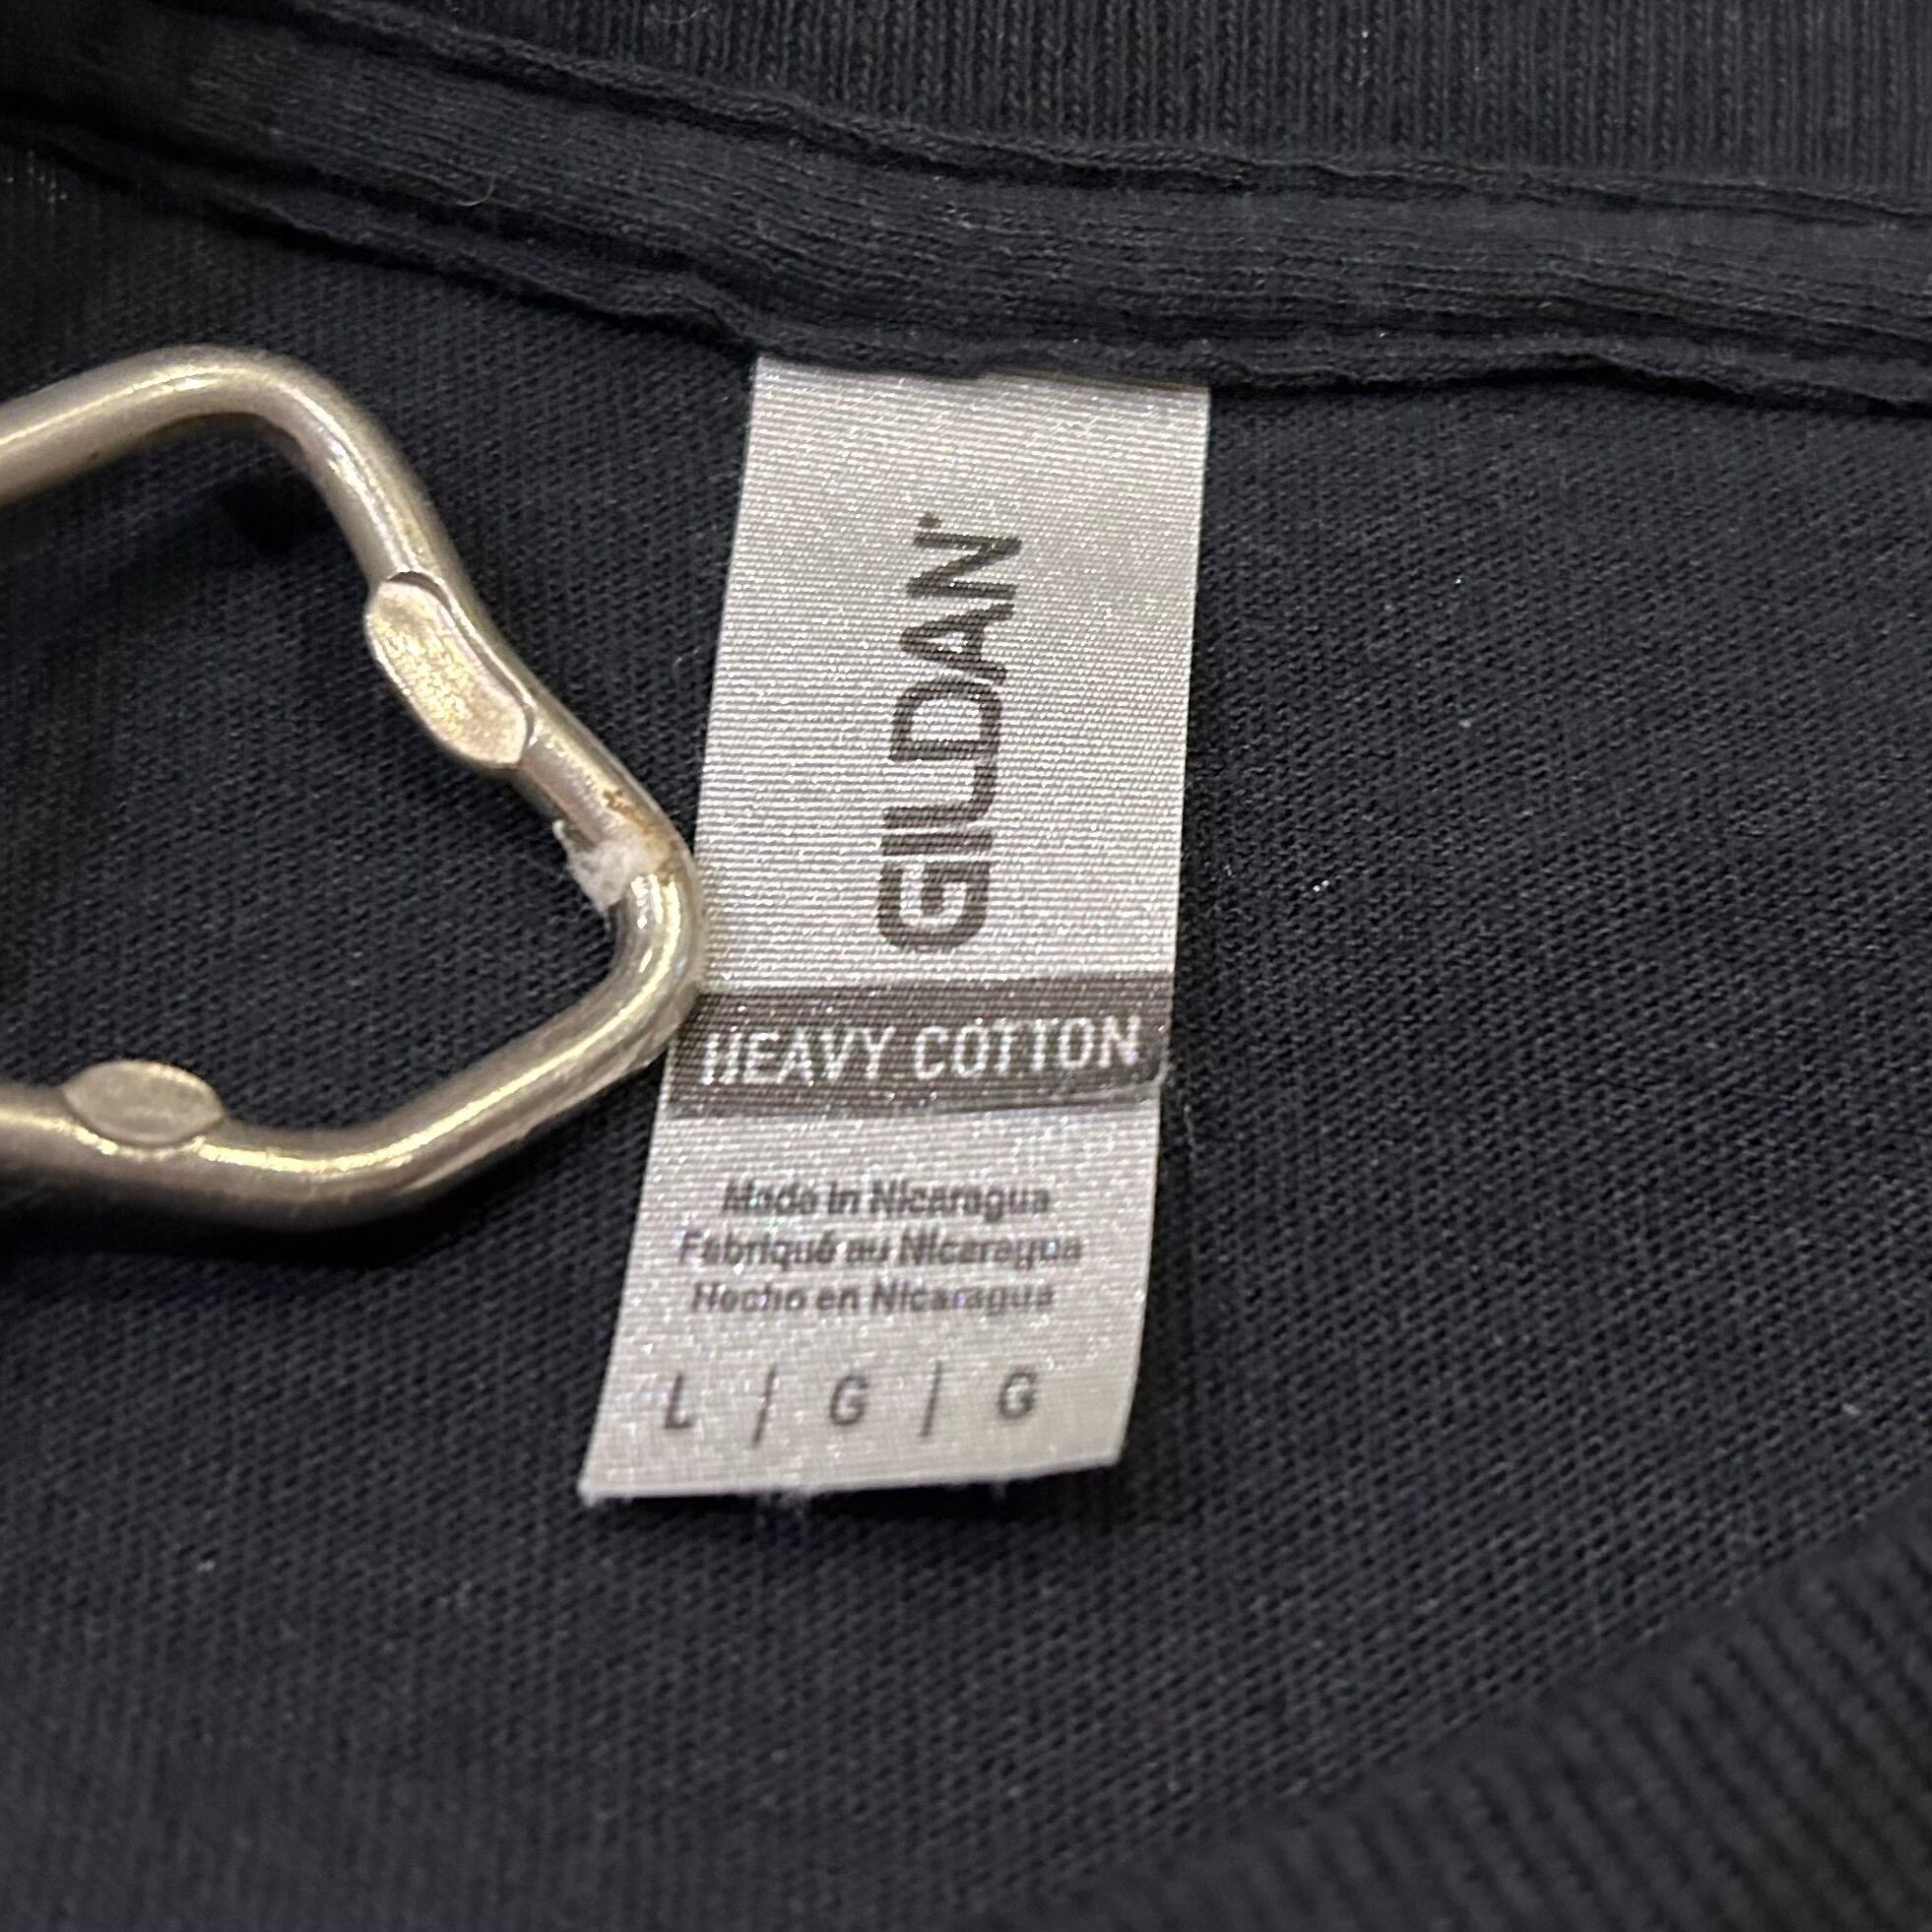 GILDAN
HEAVY COTTON
Made in Nicaragua
Fabriqué au Nicaragua
Hecho en Nicaragua
L / G / G